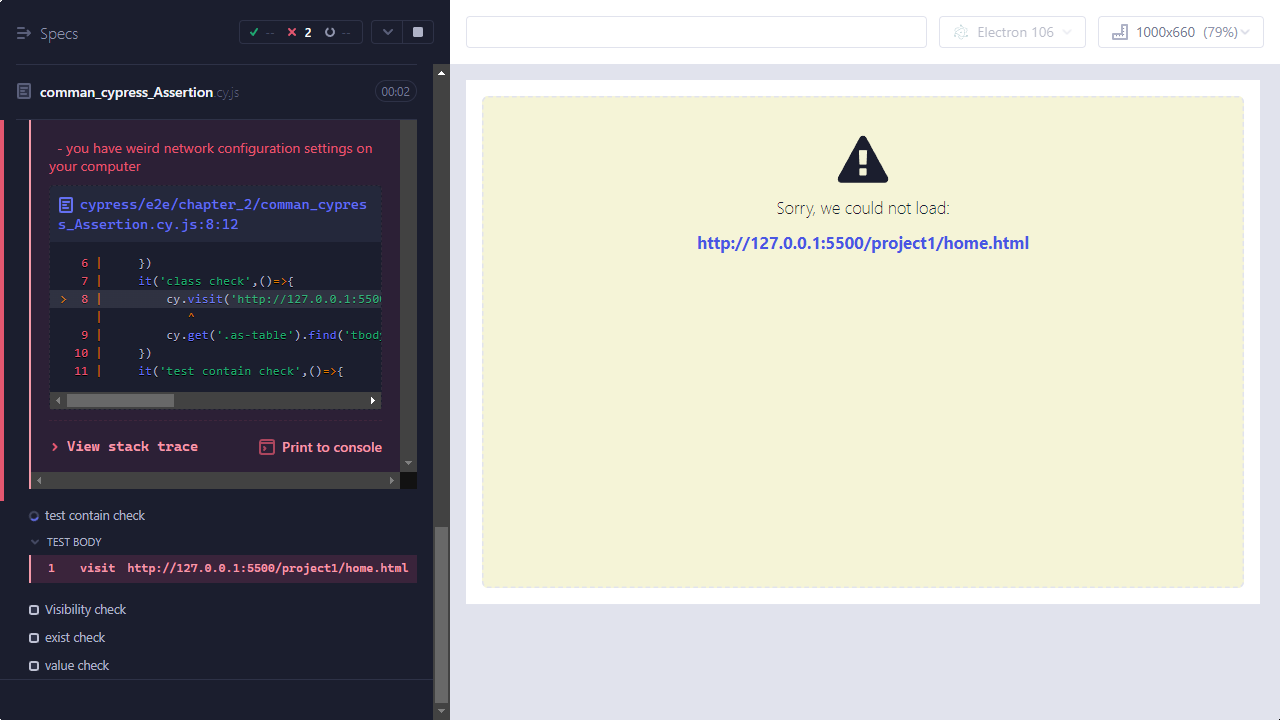 Specs
-- 2 --
comman_cypress_Assertion.cy.js 00:02
- you have weird network configuration settings on
your computer
cypress/e2e/chapter_2/comman_cypres
s_Assertion.cy.js:8:12
6 | })
7 | it('class check',()=>{
> 8 | cy.visit('http://127.0.0.1:5500
| ^
9 | cy.get('.as-table').find('tbody
10 | })
11 | it('test contain check',()=>{
> View stack trace
Print to console
test contain check
TEST BODY
1 visit http://127.0.0.1:5500/project1/home.html
Visibility check
exist check
value check
Electron 106
1000x660 (79%)
Sorry, we could not load:
http://127.0.0.1:5500/project1/home.html